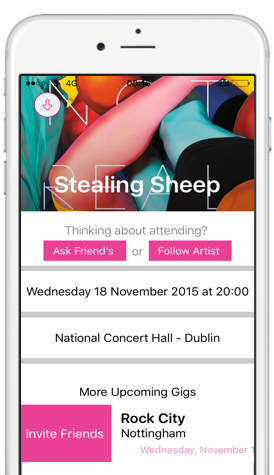 4G
NOT
REAL
Stealing Sheep
Thinking about attending?
Ask Friend's or Follow Artist
Wednesday 18 November 2015 at 20:00
National Concert Hall - Dublin
More Upcoming Gigs
Invite Friends
Rock City
Nottingham
Wednesday, November 1